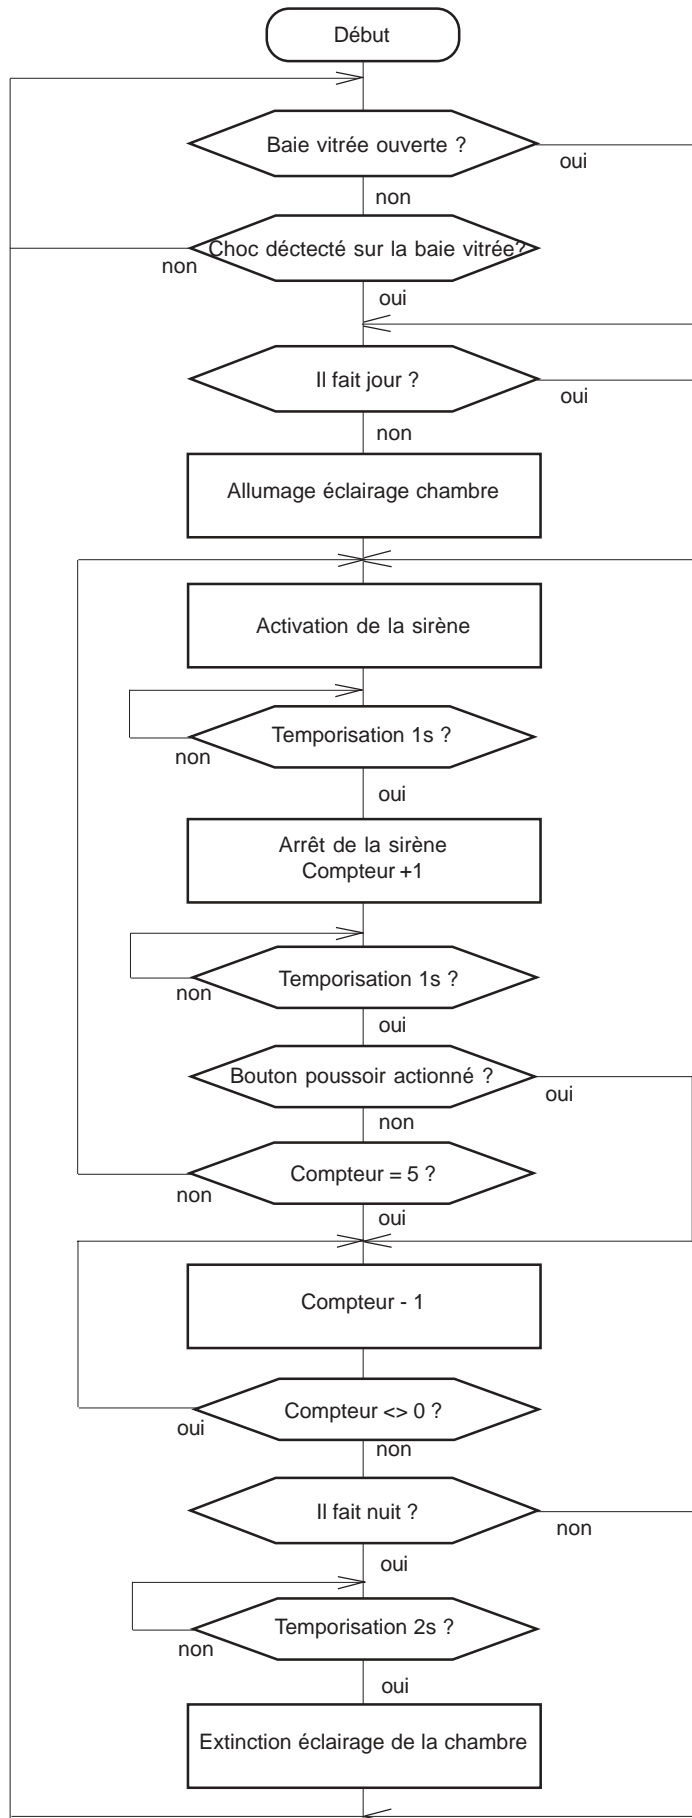 Début
Baie vitrée ouverte ?
oui
non
Choc déctecté sur la baie vitrée?
non
oui
Il fait jour ?
oui
non
Allumage éclairage chambre
Activation de la sirène
Temporisation 1s ?
non
oui
Arrêt de la sirène
Compteur +1
Temporisation 1s ?
non
oui
Bouton poussoir actionné ?
oui
non
Compteur = 5 ?
non
oui
Compteur - 1
Compteur <> 0 ?
oui
non
Il fait nuit ?
non
oui
Temporisation 2s ?
non
oui
Extinction éclairage de la chambre